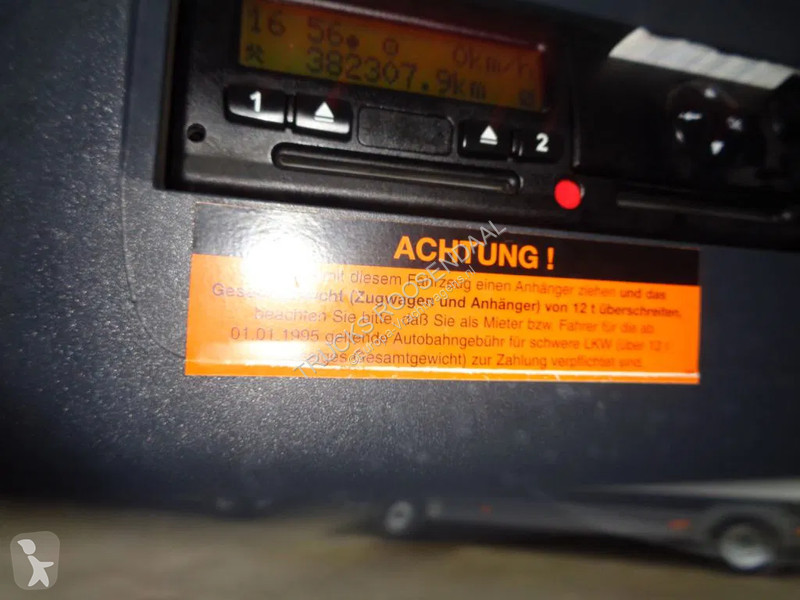 16 56 0km/h
382307.9km
1 2
ACHTUNG !
mit diesem Fahrzeug einen Anhänger ziehen und das
(Zugwagen und Anhänger) von 12 t überschreiten,
beachten Sie bitte, daß Sie als Mieter bzw. Fahrer für die ab
01.01.1995 geltende Autobahngebühr für schwere LKW (über 12 t
zur Zahlung verpflichtet sind.
TRUCKS ROOSENDAAL